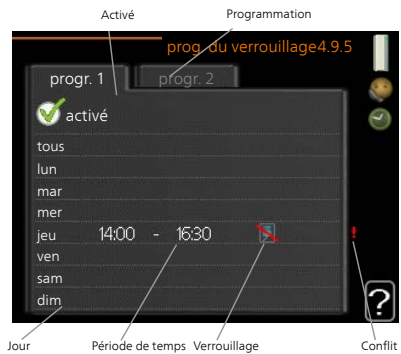 Activé Programmation
prog. du verrouillage4.9.5
progr. 1 progr. 2
activé
tous
lun
mar
mer
jeu 14:00 - 16:30 !
ven
sam
dim
?
Jour Période de temps Verrouillage Conflit